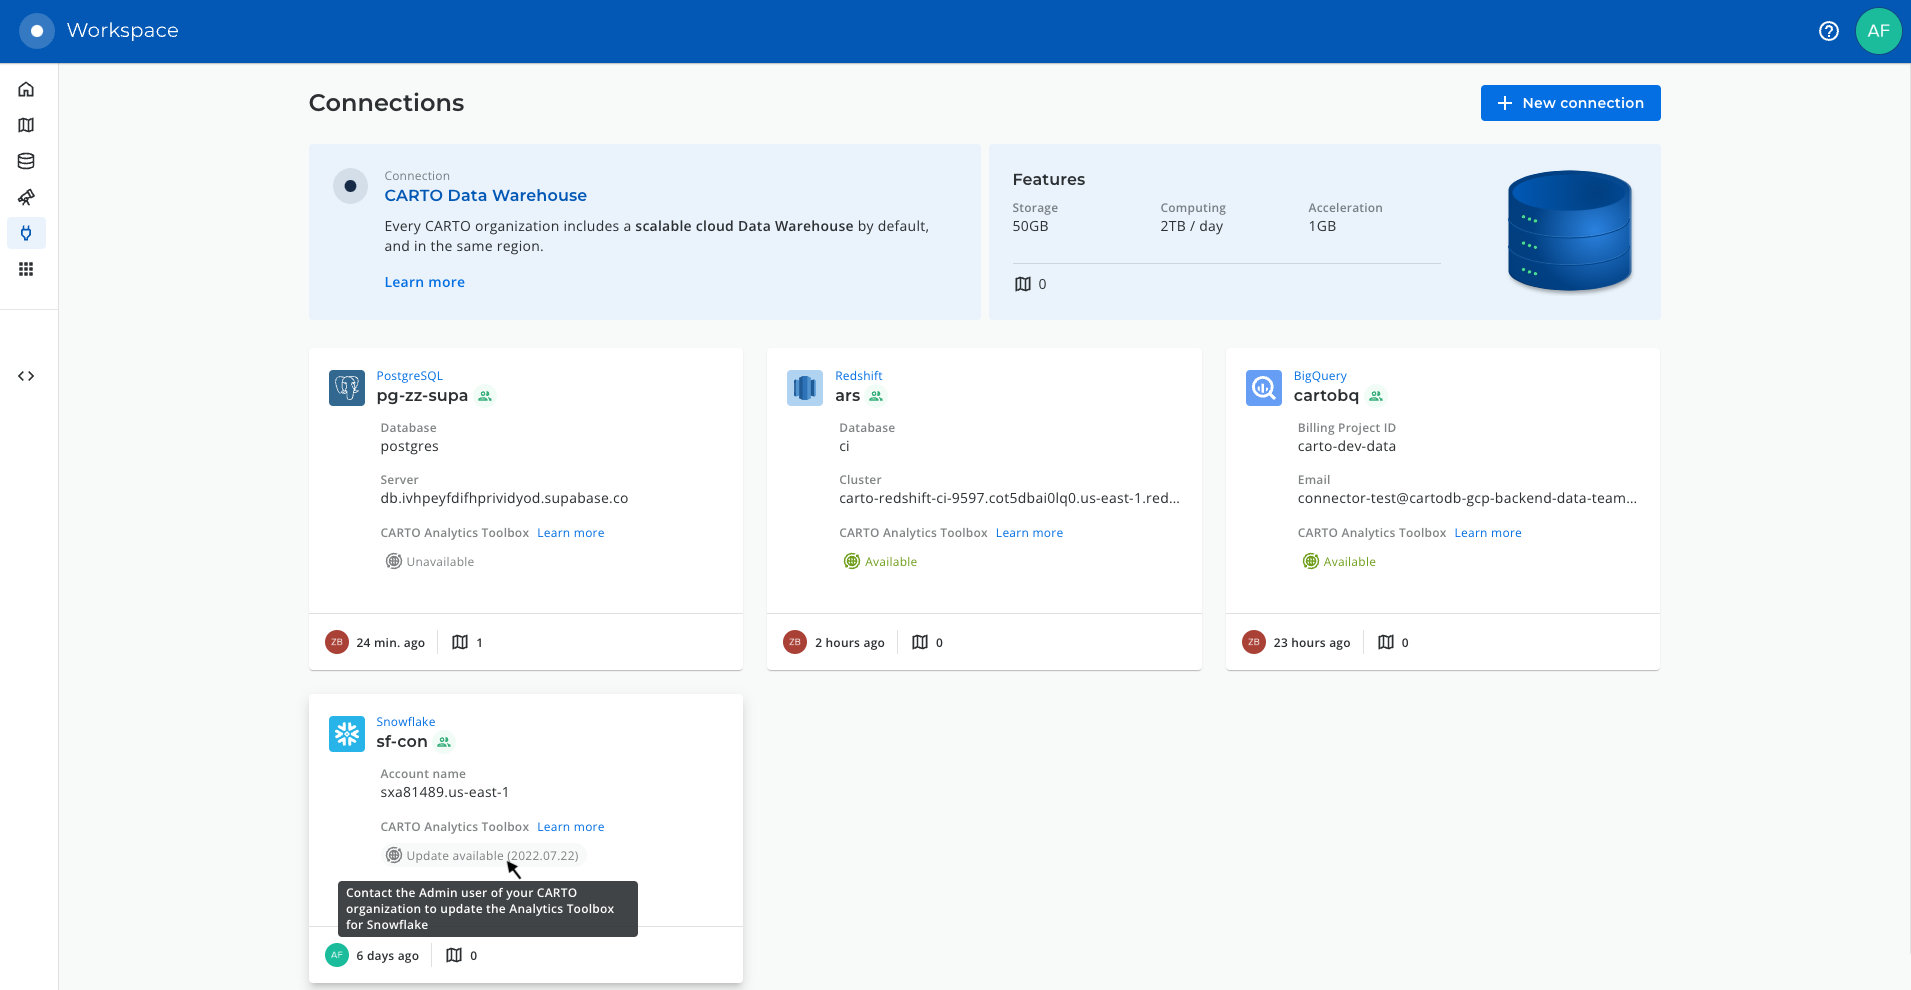 Workspace
AF
Connections
New connection
Connection
CARTO Data Warehouse
Every CARTO organization includes a scalable cloud Data Warehouse by default,
and in the same region.
Learn more
Features
Storage
Computing
Acceleration
50GB
2TB / day
1GB
0
PostgreSQL
pg-zz-supa
Database
postgres
Server
db.ivhpeyfdifhprividyod.supabase.co
CARTO Analytics Toolbox Learn more
Unavailable
ZB 24 min. ago 1
Redshift
ars
Database
ci
Cluster
carto-redshift-ci-9597.cot5dbai0lq0.us-east-1.red...
CARTO Analytics Toolbox Learn more
Available
ZB 2 hours ago 0
BigQuery
cartobq
Billing Project ID
carto-dev-data
Email
connector-test@cartodb-gcp-backend-data-team...
CARTO Analytics Toolbox Learn more
Available
ZB 23 hours ago 0
Snowflake
sf-con
Account name
sxa81489.us-east-1
CARTO Analytics Toolbox Learn more
Update available (2022.07.22)
Contact the Admin user of your CARTO
organization to update the Analytics Toolbox
for Snowflake
AF 6 days ago 0